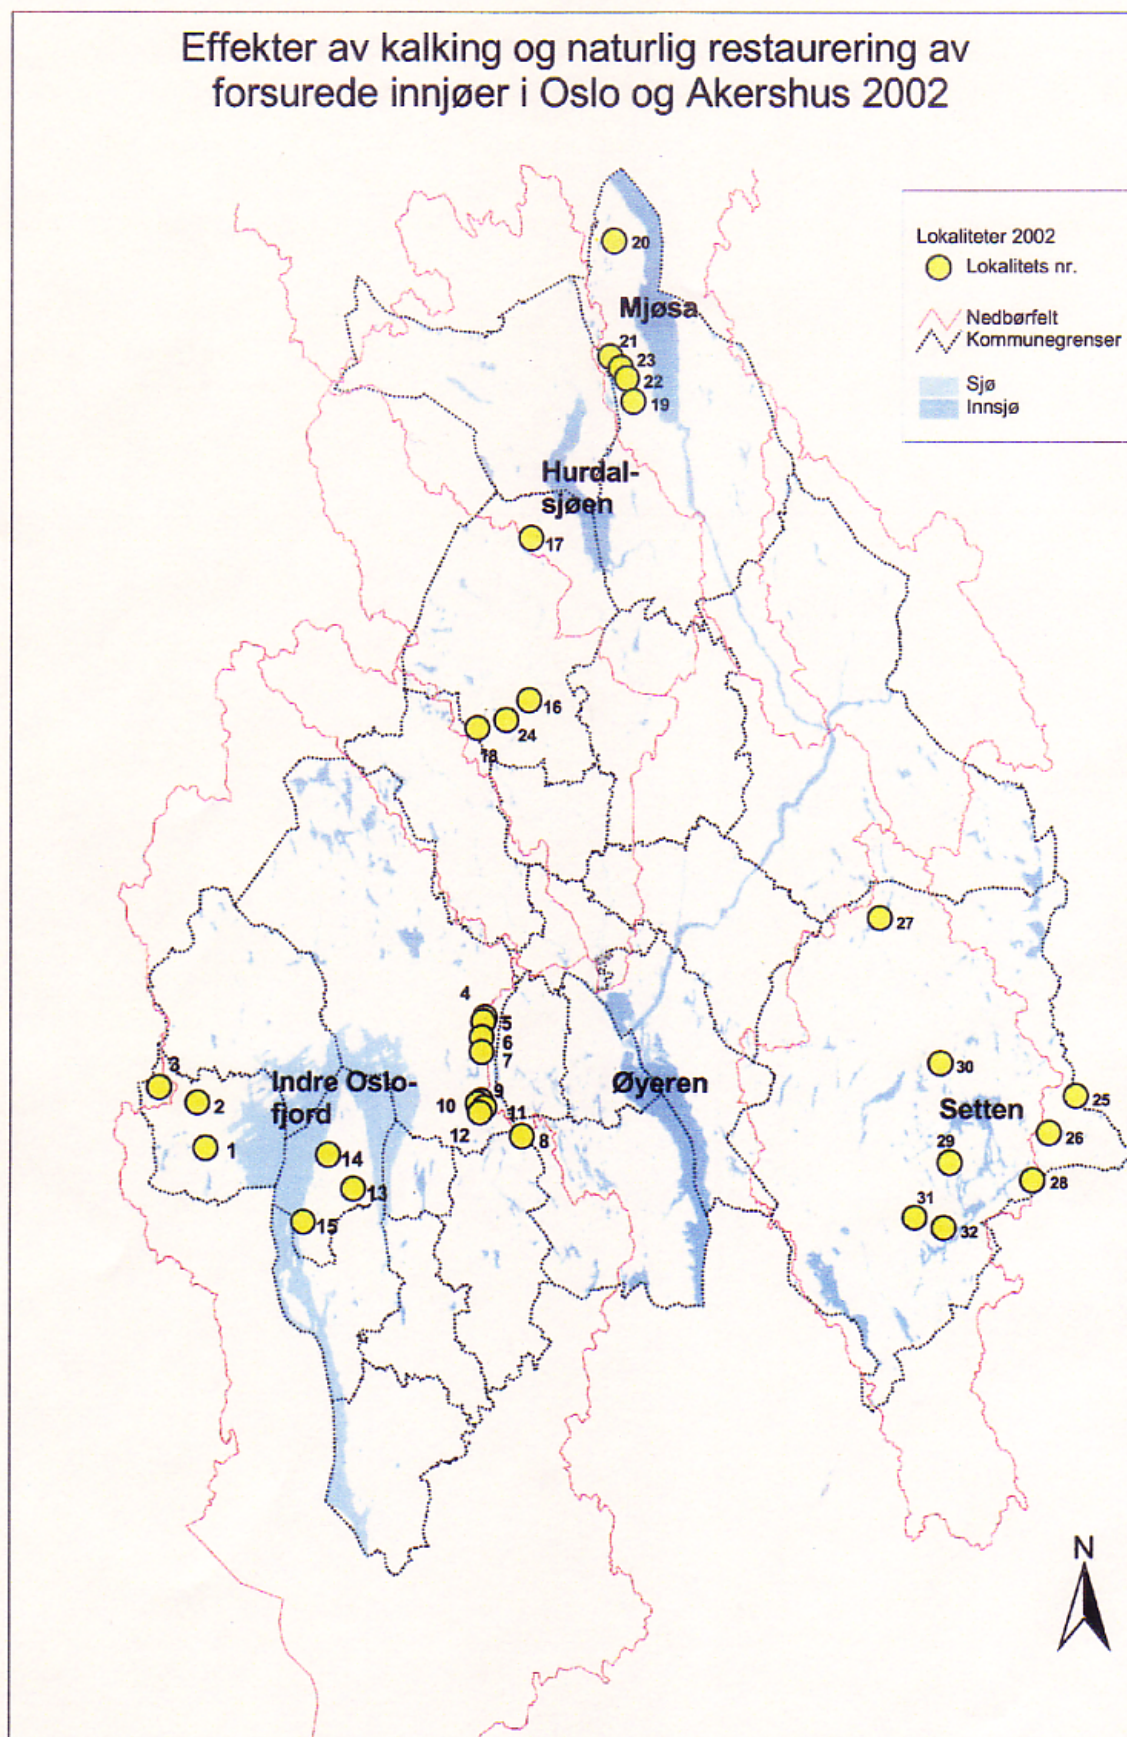 Effekter av kalking og naturlig restaurering av
forsurede innjøer i Oslo og Akershus 2002
Lokaliteter 2002
Lokalitets nr.
Nedbørfelt
Kommunegrenser
Sjø
Innsjø
20
Mjøsa
21
23
22
19
Hurdal-
sjøen
17
16
24
18
27
4
5
6
7
3
2
1
Indre Oslo-
fjord
9
10
11
12
8
Øyeren
30
Setten
25
26
29
28
14
13
15
31
32
N